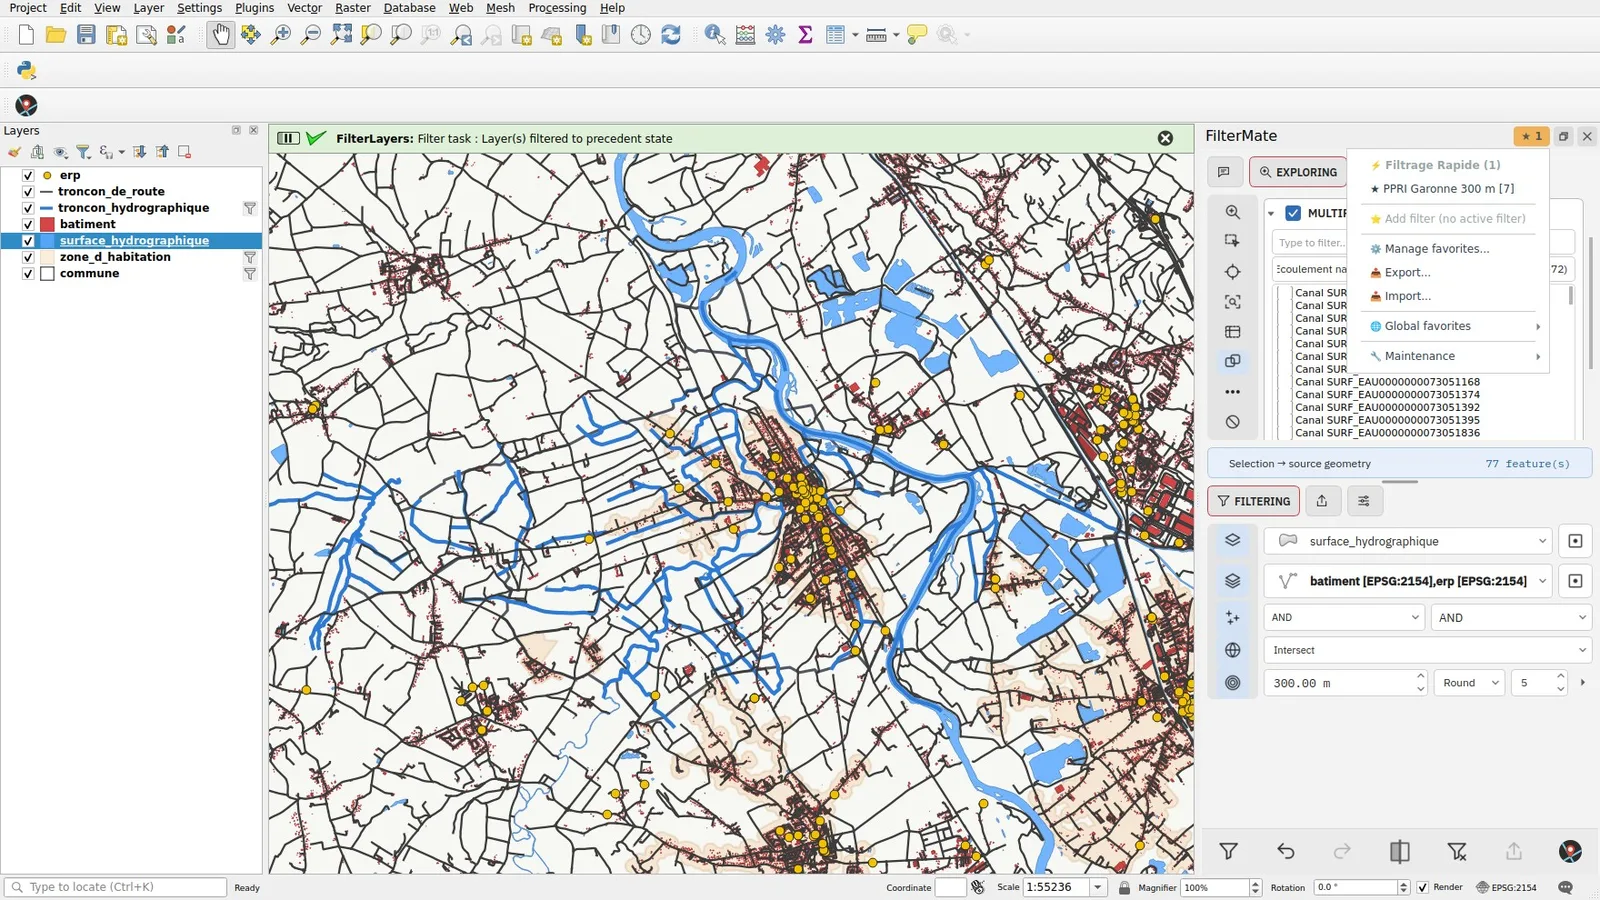 Project Edit View Layer Settings Plugins Vector Raster Database Web Mesh Processing Help
Layers
erp
troncon_de_route
troncon_hydrographique
batiment
surface_hydrographique
zone_d_habitation
commune
FilterLayers: Filter task : Layer(s) filtered to precedent state
FilterMate
★ 1
EXPLORING
Filtrage Rapide (1)
★ PPRI Garonne 300 m [7]
Add filter (no active filter)
Manage favorites...
Export...
Import...
Global favorites
Maintenance
MULTIF
Type to filter..
Écoulement na
72)
Canal SUR
Canal SUR
Canal SUR
Canal SUR
Canal SUR
Canal SUR
Canal SUR
Canal SURF_EAU0000000073051168
Canal SURF_EAU0000000073051374
Canal SURF_EAU0000000073051392
Canal SURF_EAU0000000073051395
Canal SURF_EAU0000000073051836
Selection → source geometry 77 feature(s)
FILTERING
surface_hydrographique
batiment [EPSG:2154],erp [EPSG:2154]
AND AND
Intersect
300.00 m Round 5
Type to locate (Ctrl+K) Ready Coordinate Scale 1:55236 Magnifier 100% Rotation 0.0 ° Render EPSG:2154